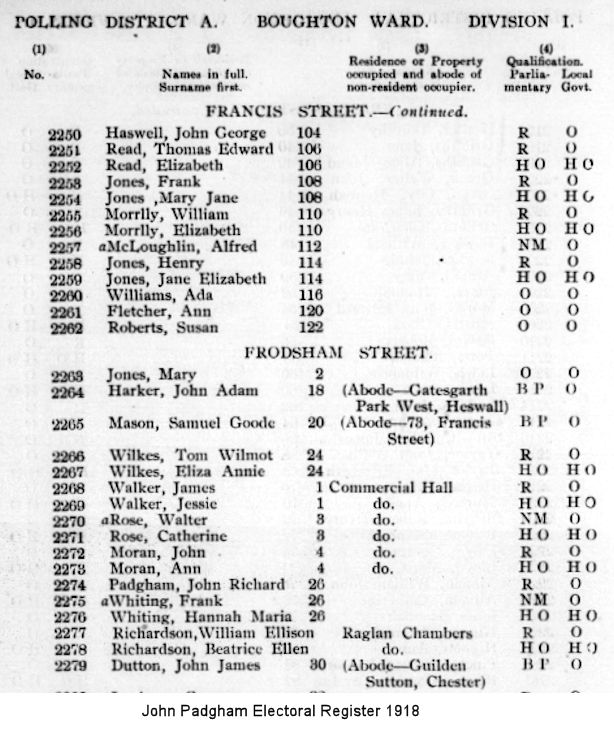 POLLING DISTRICT A. BOUGHTON WARD. DIVISION I.
(1) (2) (3) (4)
No. Names in full. Surname first. Residence or Property occupied and abode of non-resident occupier. Qualification. Parlia- mentary Local Govt.
FRANCIS STREET.—Continued.
2250 Haswell, John George 104 R O
2251 Read, Thomas Edward 106 R O
2252 Read, Elizabeth 106 H O H O
2253 Jones, Frank 108 R O
2254 Jones ,Mary Jane 108 H O H O
2255 Morrlly, William 110 R O
2256 Morrlly, Elizabeth 110 H O H O
2257 aMcLoughlin, Alfred 112 NM O
2258 Jones, Henry 114 R O
2259 Jones, Jane Elizabeth 114 H O H O
2260 Williams, Ada 116 O O
2261 Fletcher, Ann 120 O O
2262 Roberts, Susan 122 O O
FRODSHAM STREET.
2263 Jones, Mary 2 O O
2264 Harker, John Adam 18 (Abode—Gatesgarth B P O
Park West, Heswall)
2265 Mason, Samuel Goode 20 (Abode—73, Francis B P O
Street)
2266 Wilkes, Tom Wilmot 24 R O
2267 Wilkes, Eliza Annie 24 H O H O
2268 Walker, James 1 Commercial Hall R O
2269 Walker, Jessie 1 do. H O H O
2270 aRose, Walter 3 do. NM O
2271 Rose, Catherine 3 do. H O H O
2272 Moran, John 4 do. R O
2273 Moran, Ann 4 do. H O H O
2274 Padgham, John Richard 26 R O
2275 aWhiting, Frank 26 NM O
2276 Whiting, Hannah Maria 26 H O H O
2277 Richardson,William Ellison Raglan Chambers R O
2278 Richardson, Beatrice Ellen do. H O H O
2279 Dutton, John James 30 (Abode—Guilden B P O
Sutton, Chester)
John Padgham Electoral Register 1918